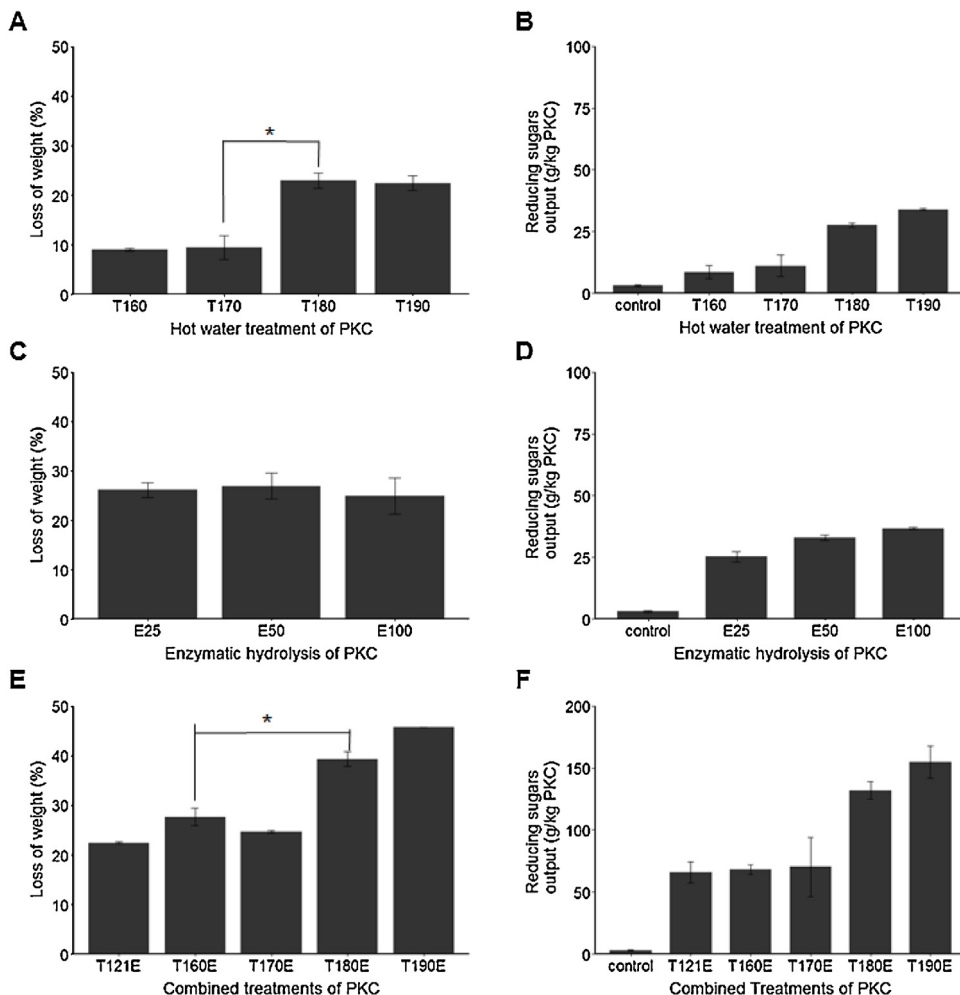 A
Loss of weight (%)
50
40
30
20
10
0
*
T160 T170 T180 T190
Hot water treatment of PKC
B
Reducing sugars
output (g/kg PKC)
100
75
50
25
0
control T160 T170 T180 T190
Hot water treatment of PKC
C
Loss of weight (%)
50
40
30
20
10
0
E25 E50 E100
Enzymatic hydrolysis of PKC
D
Reducing sugars
output (g/kg PKC)
100
75
50
25
0
control E25 E50 E100
Enzymatic hydrolysis of PKC
E
Loss of weight (%)
50
40
30
20
10
0
*
T121E T160E T170E T180E T190E
Combined treatments of PKC
F
Reducing sugars
output (g/kg PKC)
200
150
100
50
0
control T121E T160E T170E T180E T190E
Combined Treatments of PKC